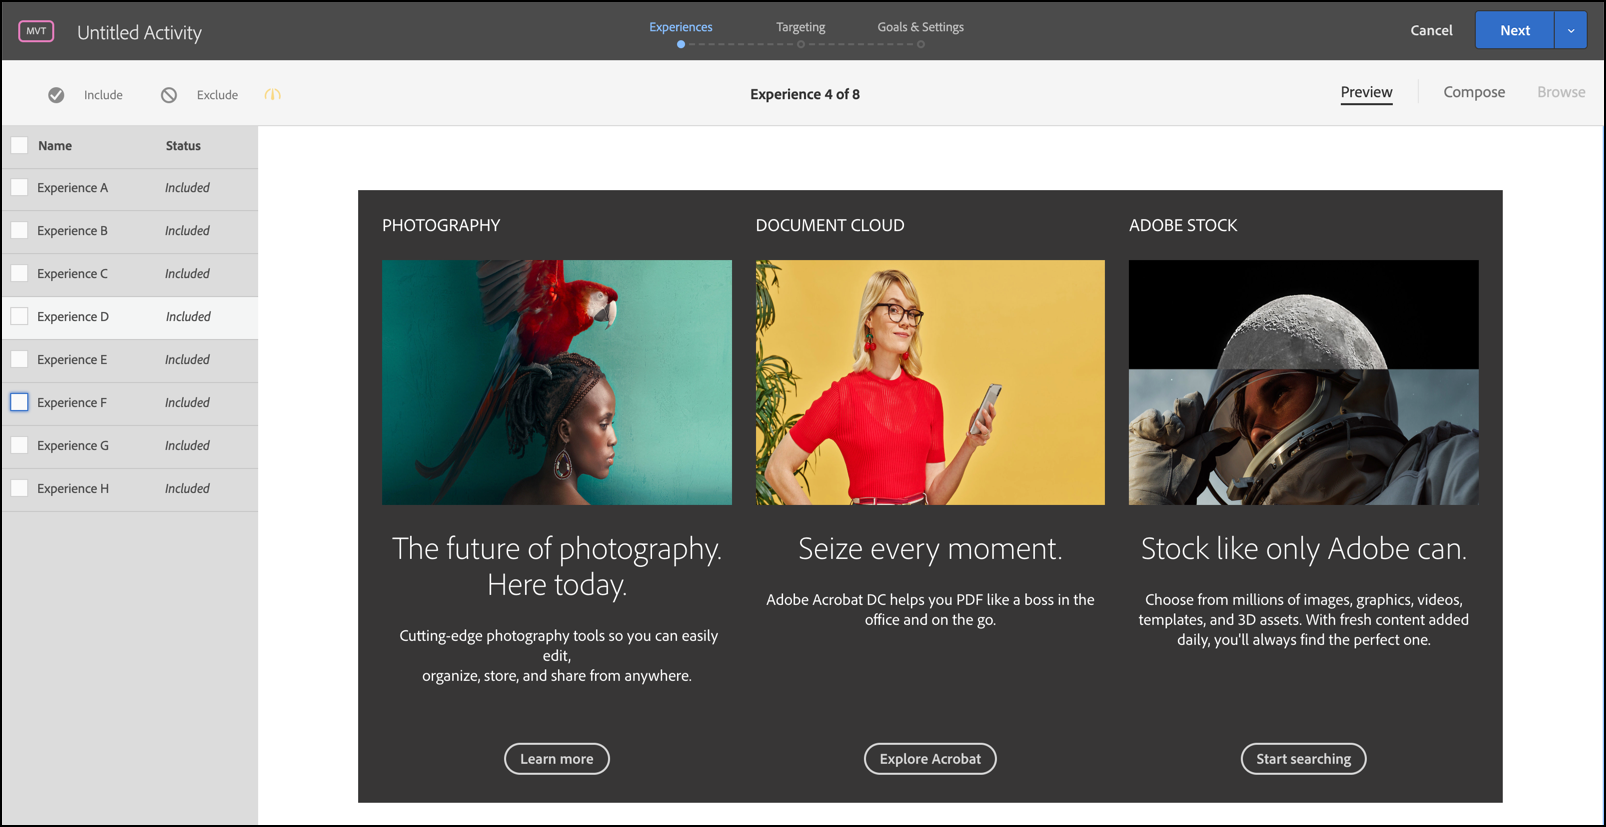 MVT
Untitled Activity
Experiences
Targeting
Goals & Settings
Cancel
Next
Include
Exclude
Experience 4 of 8
Preview
Compose
Browse
Name Status
Experience A Included
Experience B Included
Experience C Included
Experience D Included
Experience E Included
Experience F Included
Experience G Included
Experience H Included
PHOTOGRAPHY
The future of photography.
Here today.
Cutting-edge photography tools so you can easily
edit,
organize, store, and share from anywhere.
Learn more
DOCUMENT CLOUD
Seize every moment.
Adobe Acrobat DC helps you PDF like a boss in the
office and on the go.
Explore Acrobat
ADOBE STOCK
Stock like only Adobe can.
Choose from millions of images, graphics, videos,
templates, and 3D assets. With fresh content added
daily, you'll always find the perfect one.
Start searching